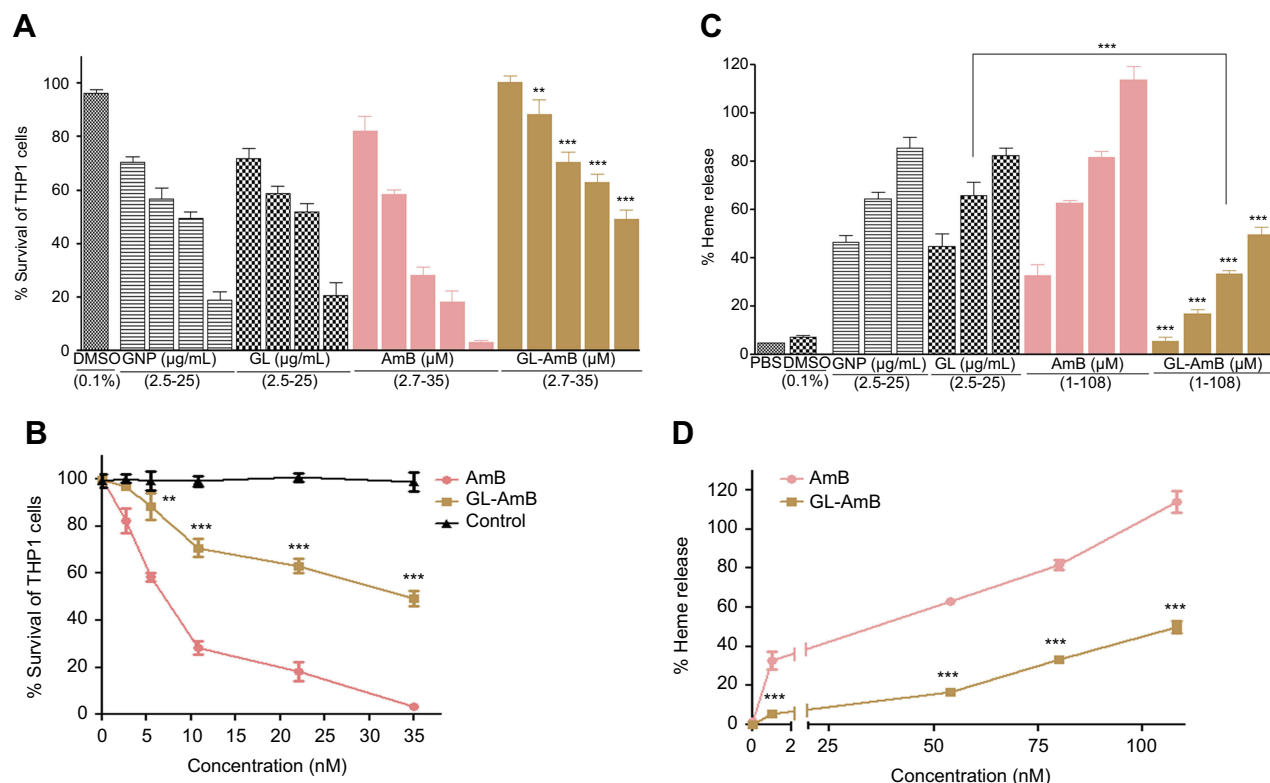 A
% Survival of THP1 cells
100
80
60
40
20
0
**
***
***
***
DMSO GNP (µg/mL) GL (µg/mL) AmB (µM) GL-AmB (µM)
(0.1%) (2.5-25) (2.5-25) (2.7-35) (2.7-35)
C
% Heme release
120
100
80
60
40
20
0
***
***
***
***
***
PBS DMSO GNP (µg/mL) GL (µg/mL) AmB (µM) GL-AmB (µM)
(0.1%) (2.5-25) (2.5-25) (1-108) (1-108)
B
% Survival of THP1 cells
100
80
60
40
20
0
**
***
***
***
AmB
GL-AmB
Control
0 5 10 15 20 25 30 35
Concentration (nM)
D
% Heme release
120
100
80
60
40
20
0
AmB
GL-AmB
***
***
***
***
0 2 25 50 75 100
Concentration (nM)